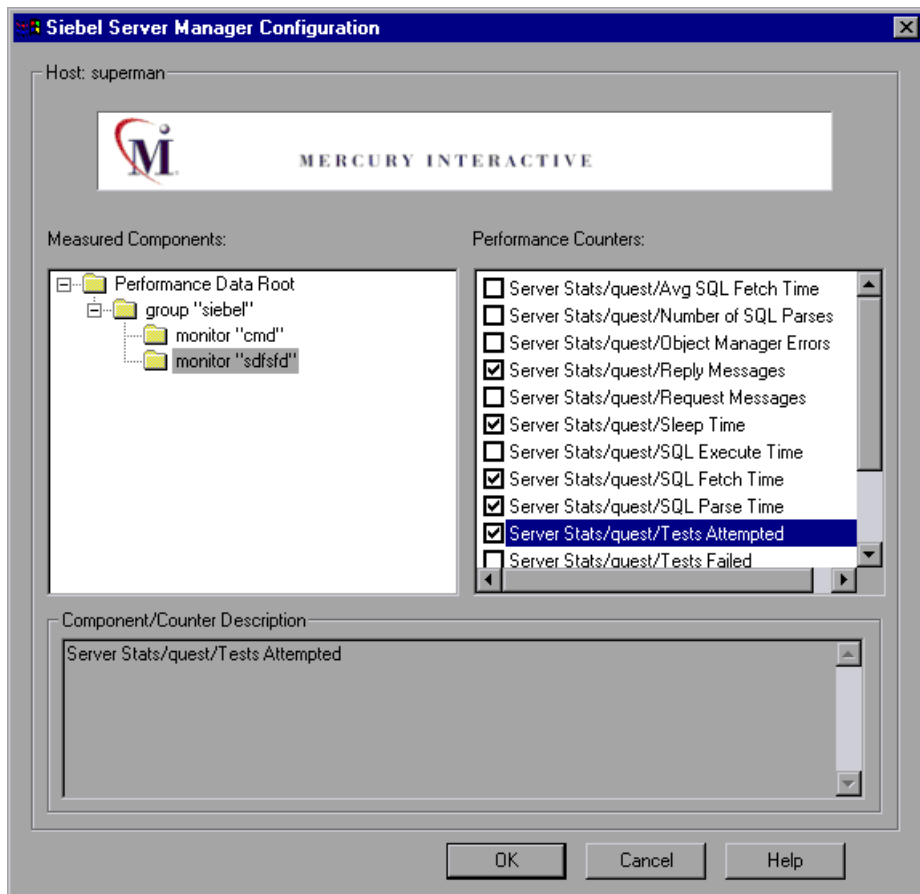 Siebel Server Manager Configuration
Host: superman
M
MERCURY INTERACTIVE
Measured Components:
Performance Data Root
group "siebel"
monitor "cmd"
monitor "sdfsfd"
Performance Counters:
Server Stats/quest/Avg SQL Fetch Time
Server Stats/quest/Number of SQL Parses
Server Stats/quest/Object Manager Errors
Server Stats/quest/Reply Messages
Server Stats/quest/Request Messages
Server Stats/quest/Sleep Time
Server Stats/quest/SQL Execute Time
Server Stats/quest/SQL Fetch Time
Server Stats/quest/SQL Parse Time
Server Stats/quest/Tests Attempted
Server Stats/quest/Tests Failed
Component/Counter Description
Server Stats/quest/Tests Attempted
OK
Cancel
Help